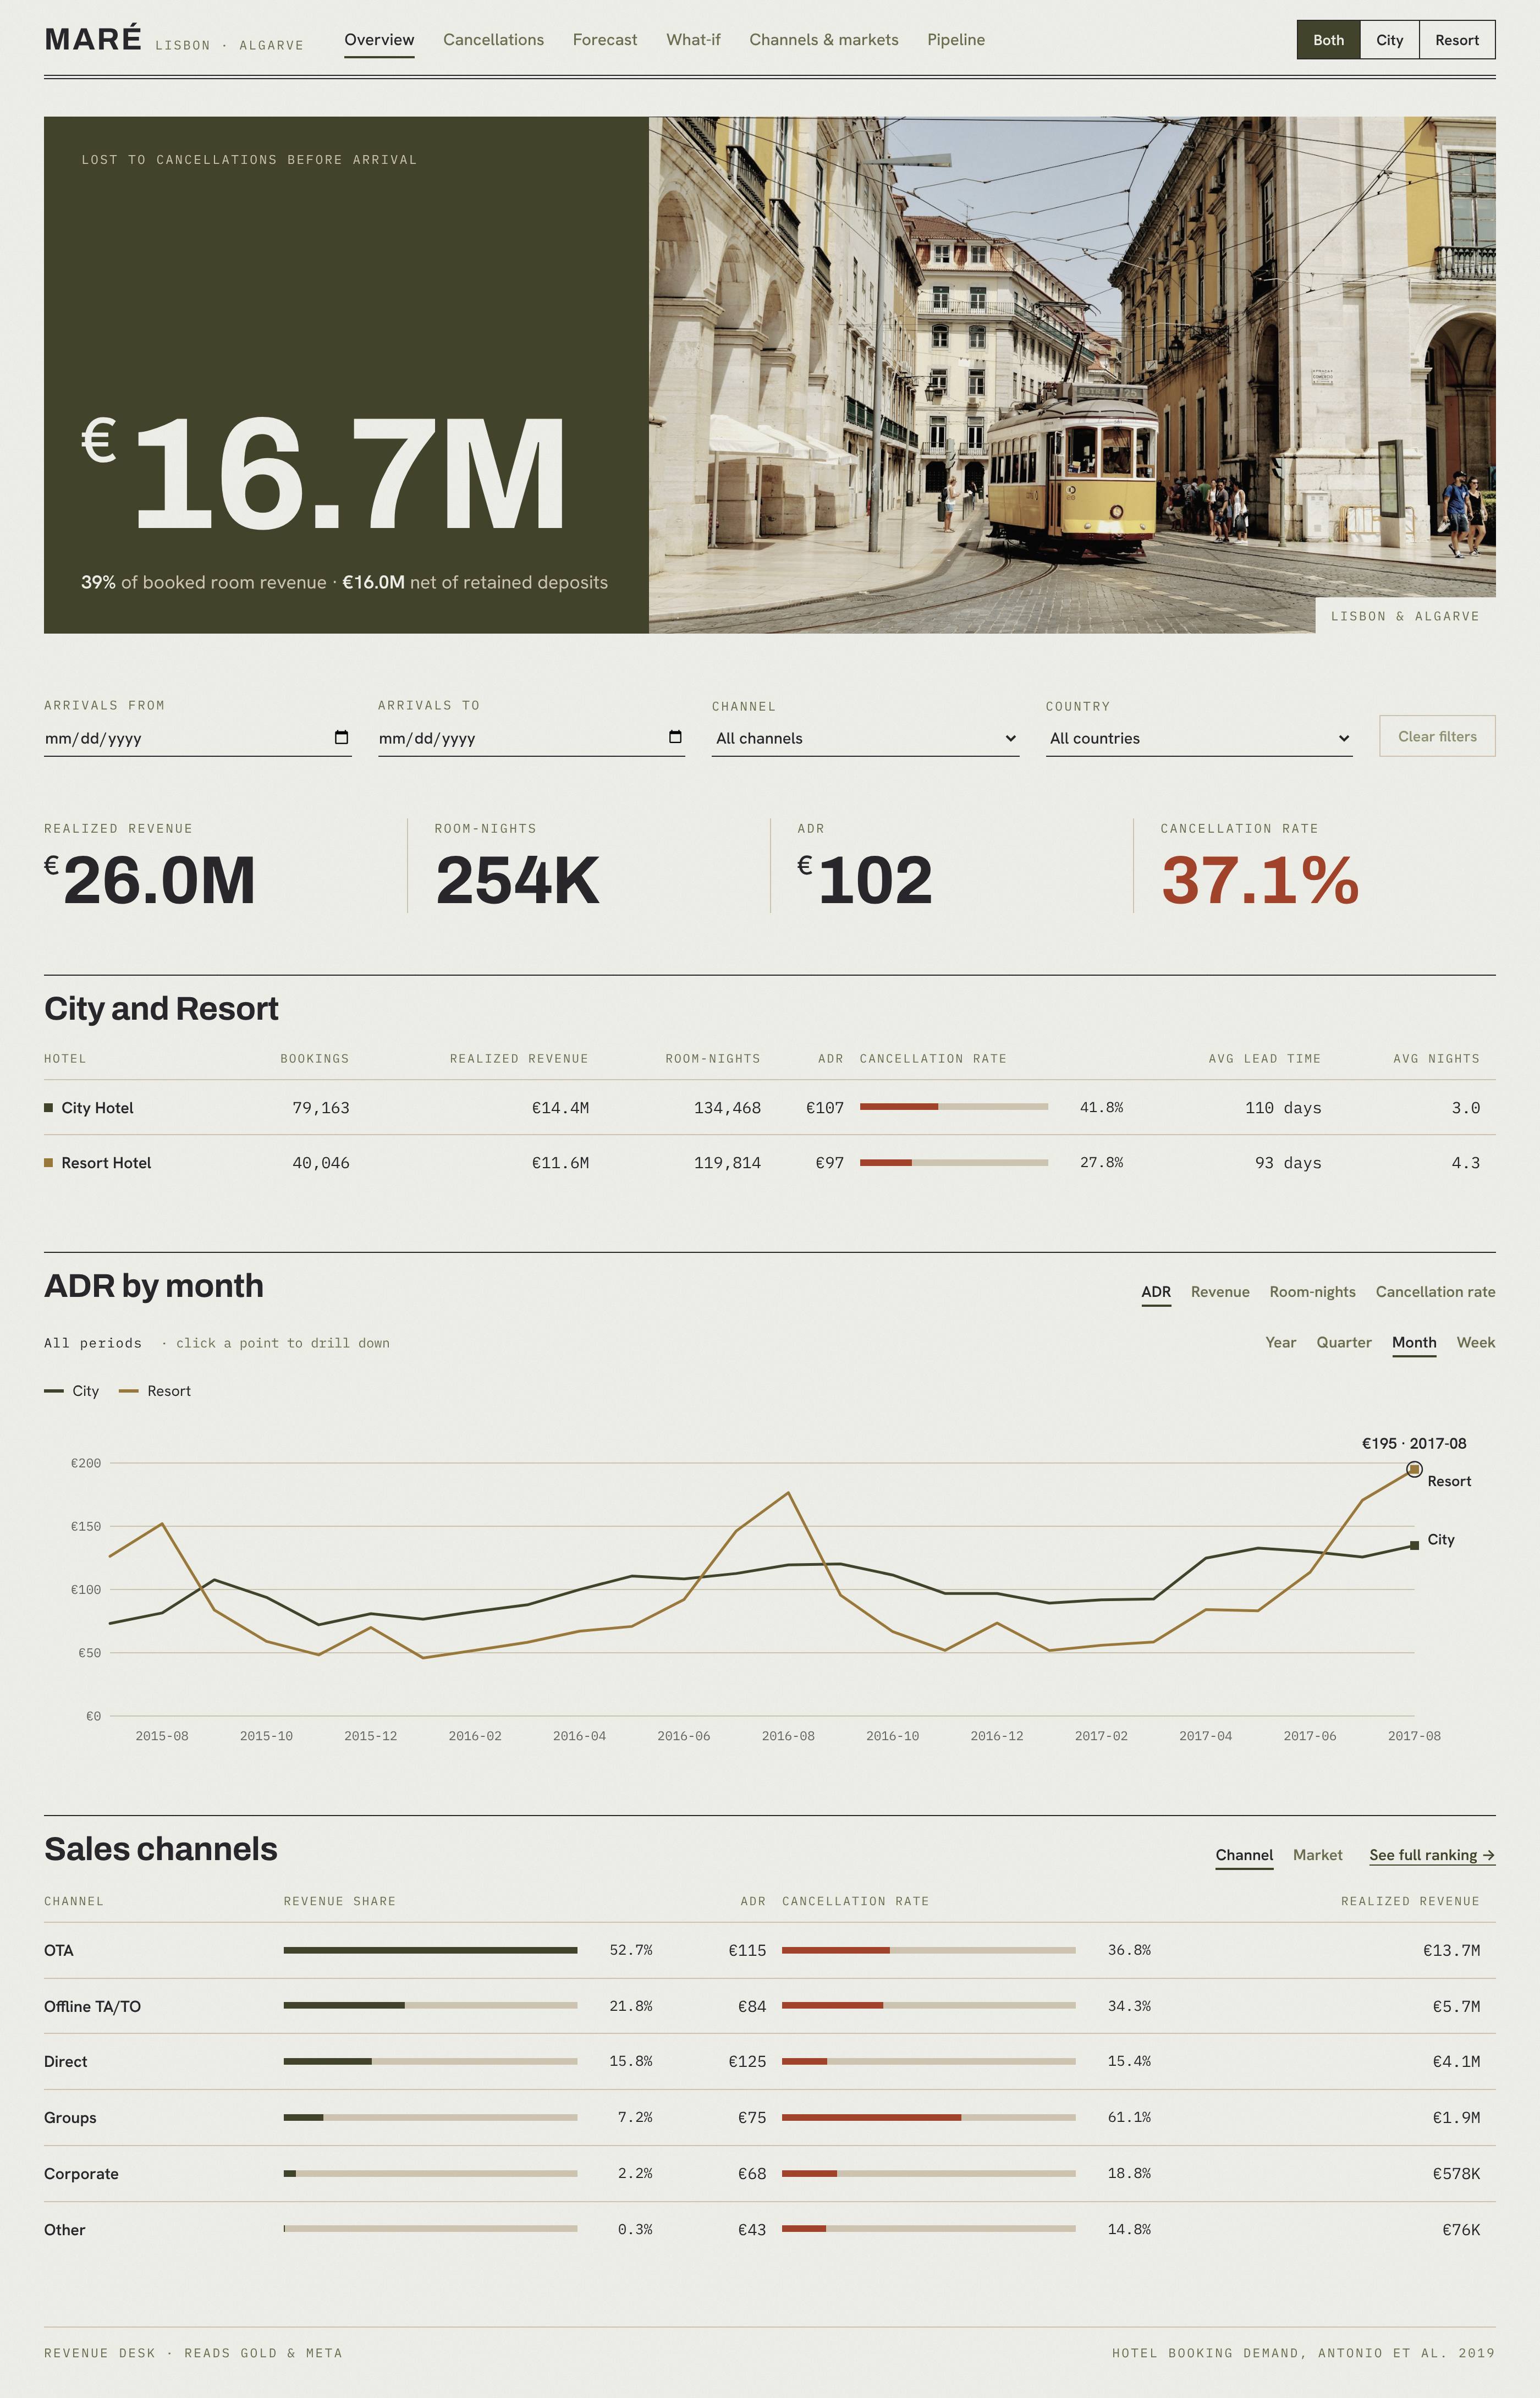 MARÉ LISBON · ALGARVE Overview Cancellations Forecast What-if Channels & markets Pipeline Both City Resort
LOST TO CANCELLATIONS BEFORE ARRIVAL
€16.7M
39% of booked room revenue · €16.0M net of retained deposits
25
LISBON & ALGARVE
ARRIVALS FROM ARRIVALS TO CHANNEL COUNTRY
mm/dd/yyyy mm/dd/yyyy All channels All countries Clear filters
REALIZED REVENUE ROOM-NIGHTS ADR CANCELLATION RATE
€26.0M 254K €102 37.1%
City and Resort
HOTEL BOOKINGS REALIZED REVENUE ROOM-NIGHTS ADR CANCELLATION RATE AVG LEAD TIME AVG NIGHTS
City Hotel 79,163 €14.4M 134,468 €107 41.8% 110 days 3.0
Resort Hotel 40,046 €11.6M 119,814 €97 27.8% 93 days 4.3
ADR by month ADR Revenue Room-nights Cancellation rate
All periods · click a point to drill down Year Quarter Month Week
City Resort
€195 · 2017-08
€200
Resort
€150
City
€100
€50
€0
2015-08 2015-10 2015-12 2016-02 2016-04 2016-06 2016-08 2016-10 2016-12 2017-02 2017-04 2017-06 2017-08
Sales channels Channel Market See full ranking →
CHANNEL REVENUE SHARE ADR CANCELLATION RATE REALIZED REVENUE
OTA 52.7% €115 36.8% €13.7M
Offline TA/TO 21.8% €84 34.3% €5.7M
Direct 15.8% €125 15.4% €4.1M
Groups 7.2% €75 61.1% €1.9M
Corporate 2.2% €68 18.8% €578K
Other 0.3% €43 14.8% €76K
REVENUE DESK · READS GOLD & META HOTEL BOOKING DEMAND, ANTONIO ET AL. 2019